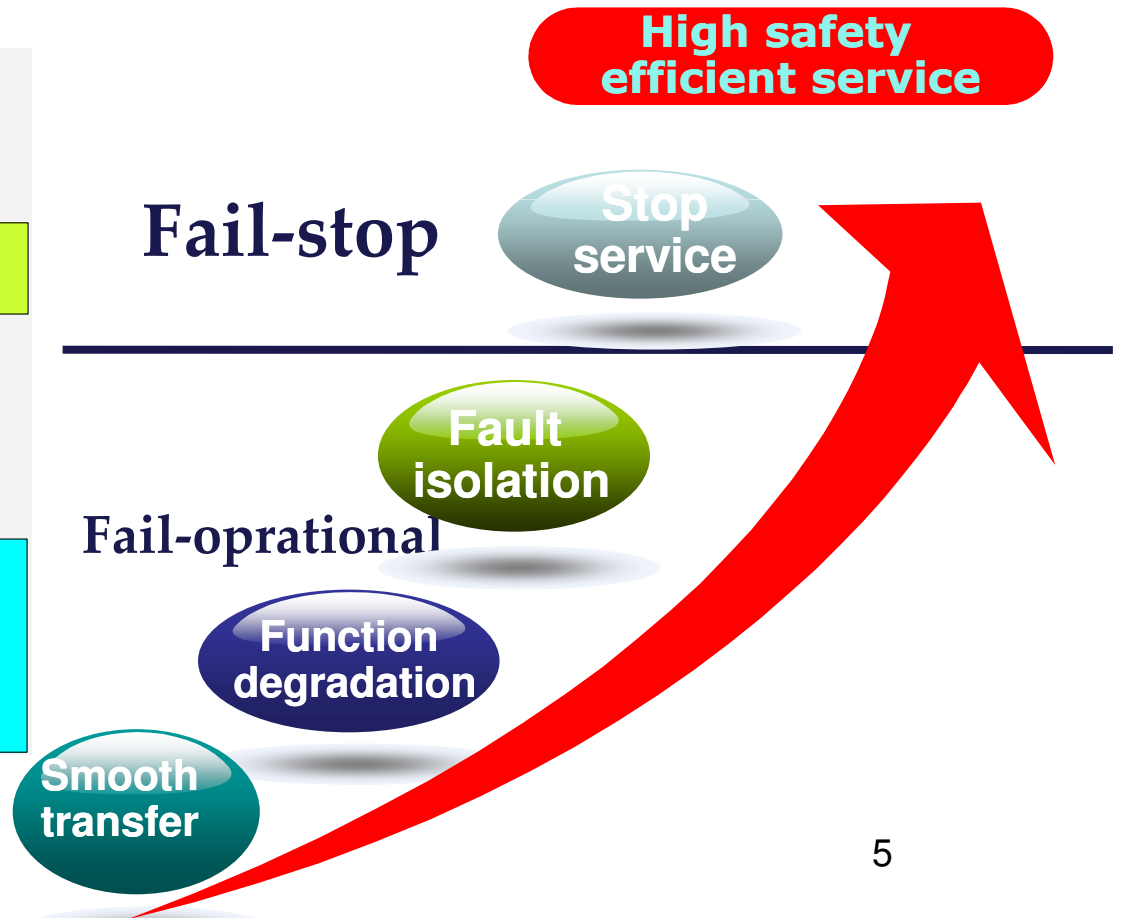 High safety
efficient service
Fail-stop
Stop
service
Fault
isolation
Fail-oprational
Function
degradation
Smooth
transfer
5